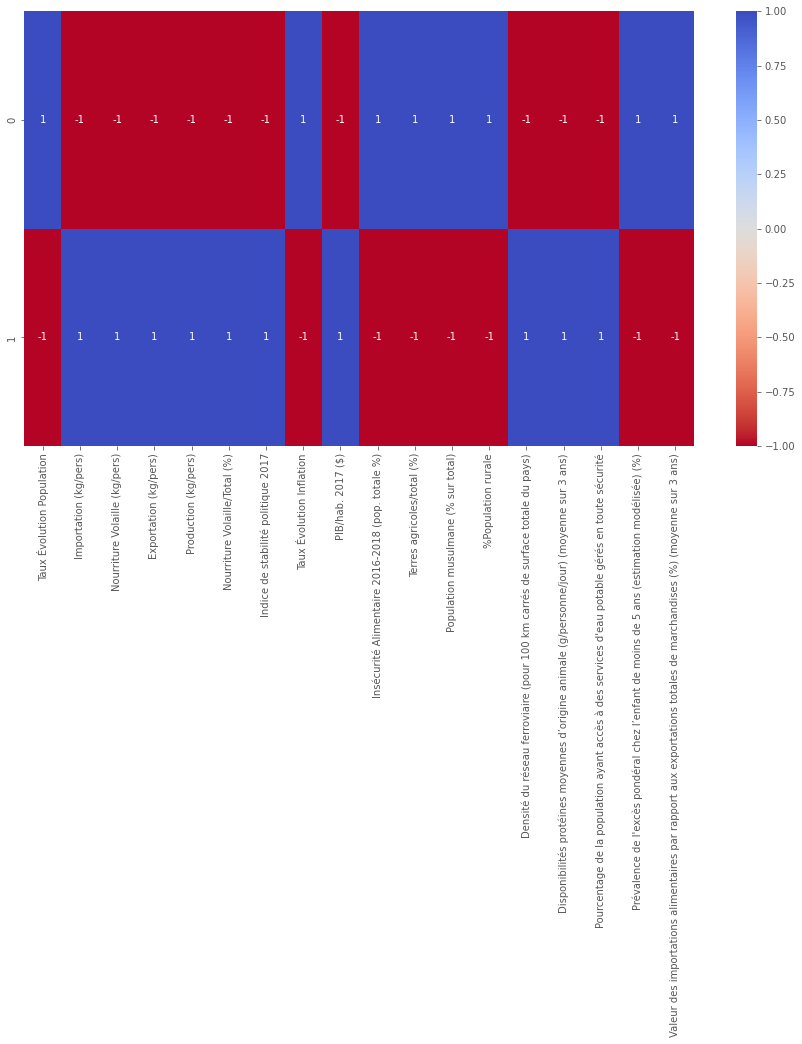 0
1 -1 -1 -1 -1 -1 -1 1 -1 1 1 1 1 -1 -1 -1 1 1
1
-1 1 1 1 1 1 1 -1 1 -1 -1 -1 -1 1 1 1 -1 -1
Taux Évolution Population
Importation (kg/pers)
Nourriture Volaille (kg/pers)
Exportation (kg/pers)
Production (kg/pers)
Nourriture Volaille/Total (%)
Indice de stabilité politique 2017
Taux Évolution Inflation
PIB/hab. 2017 ($)
Insécurité Alimentaire 2016-2018 (pop. totale %)
Terres agricoles/total (%)
Population musulmane (% sur total)
%Population rurale
Densité du réseau ferroviaire (pour 100 km carrés de surface totale du pays)
Disponibilités protéines moyennes d'origine animale (g/personne/jour) (moyenne sur 3 ans)
Pourcentage de la population ayant accès à des services d'eau potable gérés en toute sécurité
Prévalence de l'excès pondéral chez l'enfant de moins de 5 ans (estimation modélisée) (%)
Valeur des importations alimentaires par rapport aux exportations totales de marchandises (%) (moyenne sur 3 ans)
1.00
0.75
0.50
0.25
0.00
−0.25
−0.50
−0.75
−1.00